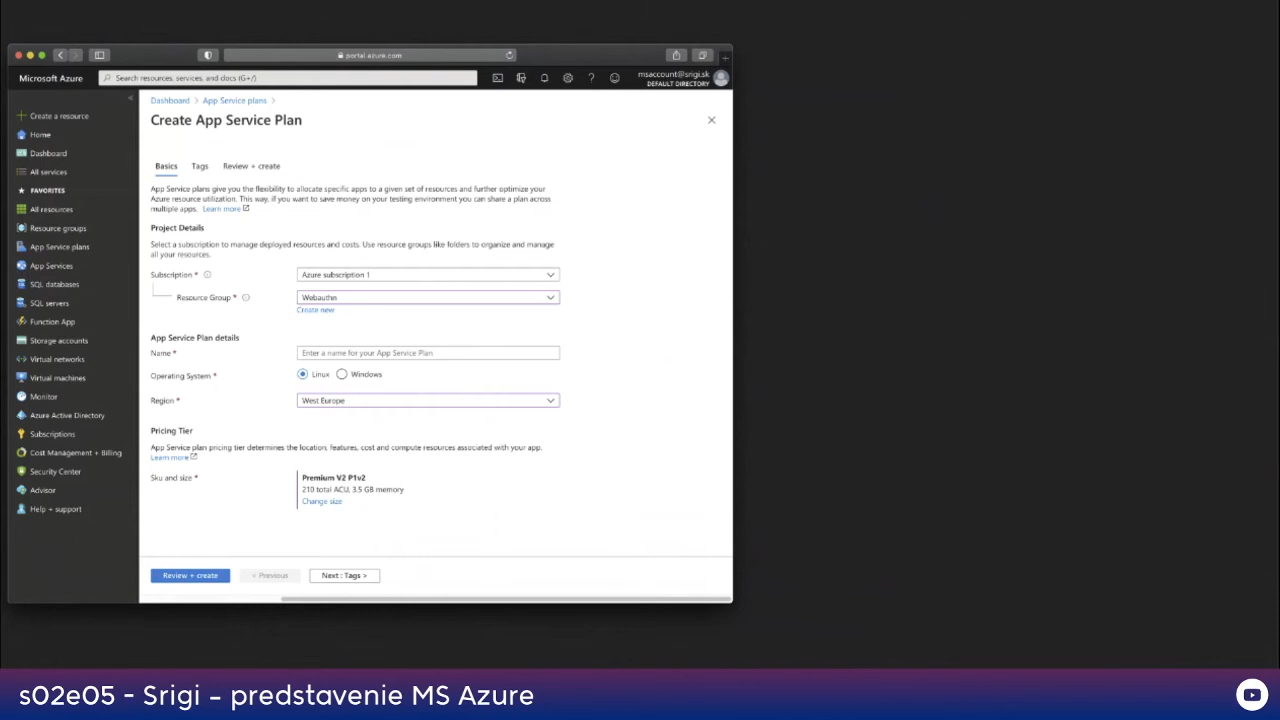 portal.azure.com
Microsoft Azure
Search resources, services, and docs (G+/)
msaccount@srigi.sk
DEFAULT DIRECTORY
Create a resource
Home
Dashboard
All services
FAVORITES
All resources
Resource groups
App Service plans
App Services
SQL databases
SQL servers
Function App
Storage accounts
Virtual networks
Virtual machines
Monitor
Azure Active Directory
Subscriptions
Cost Management + Billing
Security Center
Advisor
Help + support
Dashboard > App Service plans >
Create App Service Plan
Basics Tags Review + create
App Service plans give you the flexibility to allocate specific apps to a given set of resources and further optimize your
Azure resource utilization. This way, if you want to save money on your testing environment you can share a plan across
multiple apps. Learn more
Project Details
Select a subscription to manage deployed resources and costs. Use resource groups like folders to organize and manage
all your resources.
Subscription * Azure subscription 1
Resource Group * Webauthn
Create new
App Service Plan details
Name * Enter a name for your App Service Plan
Operating System * Linux Windows
Region * West Europe
Pricing Tier
App Service plan pricing tier determines the location, features, cost and compute resources associated with your app.
Learn more
Sku and size * Premium V2 P1v2
210 total ACU, 3.5 GB memory
Change size
Review + create < Previous Next : Tags >
s02e05 - Srigi – predstavenie MS Azure